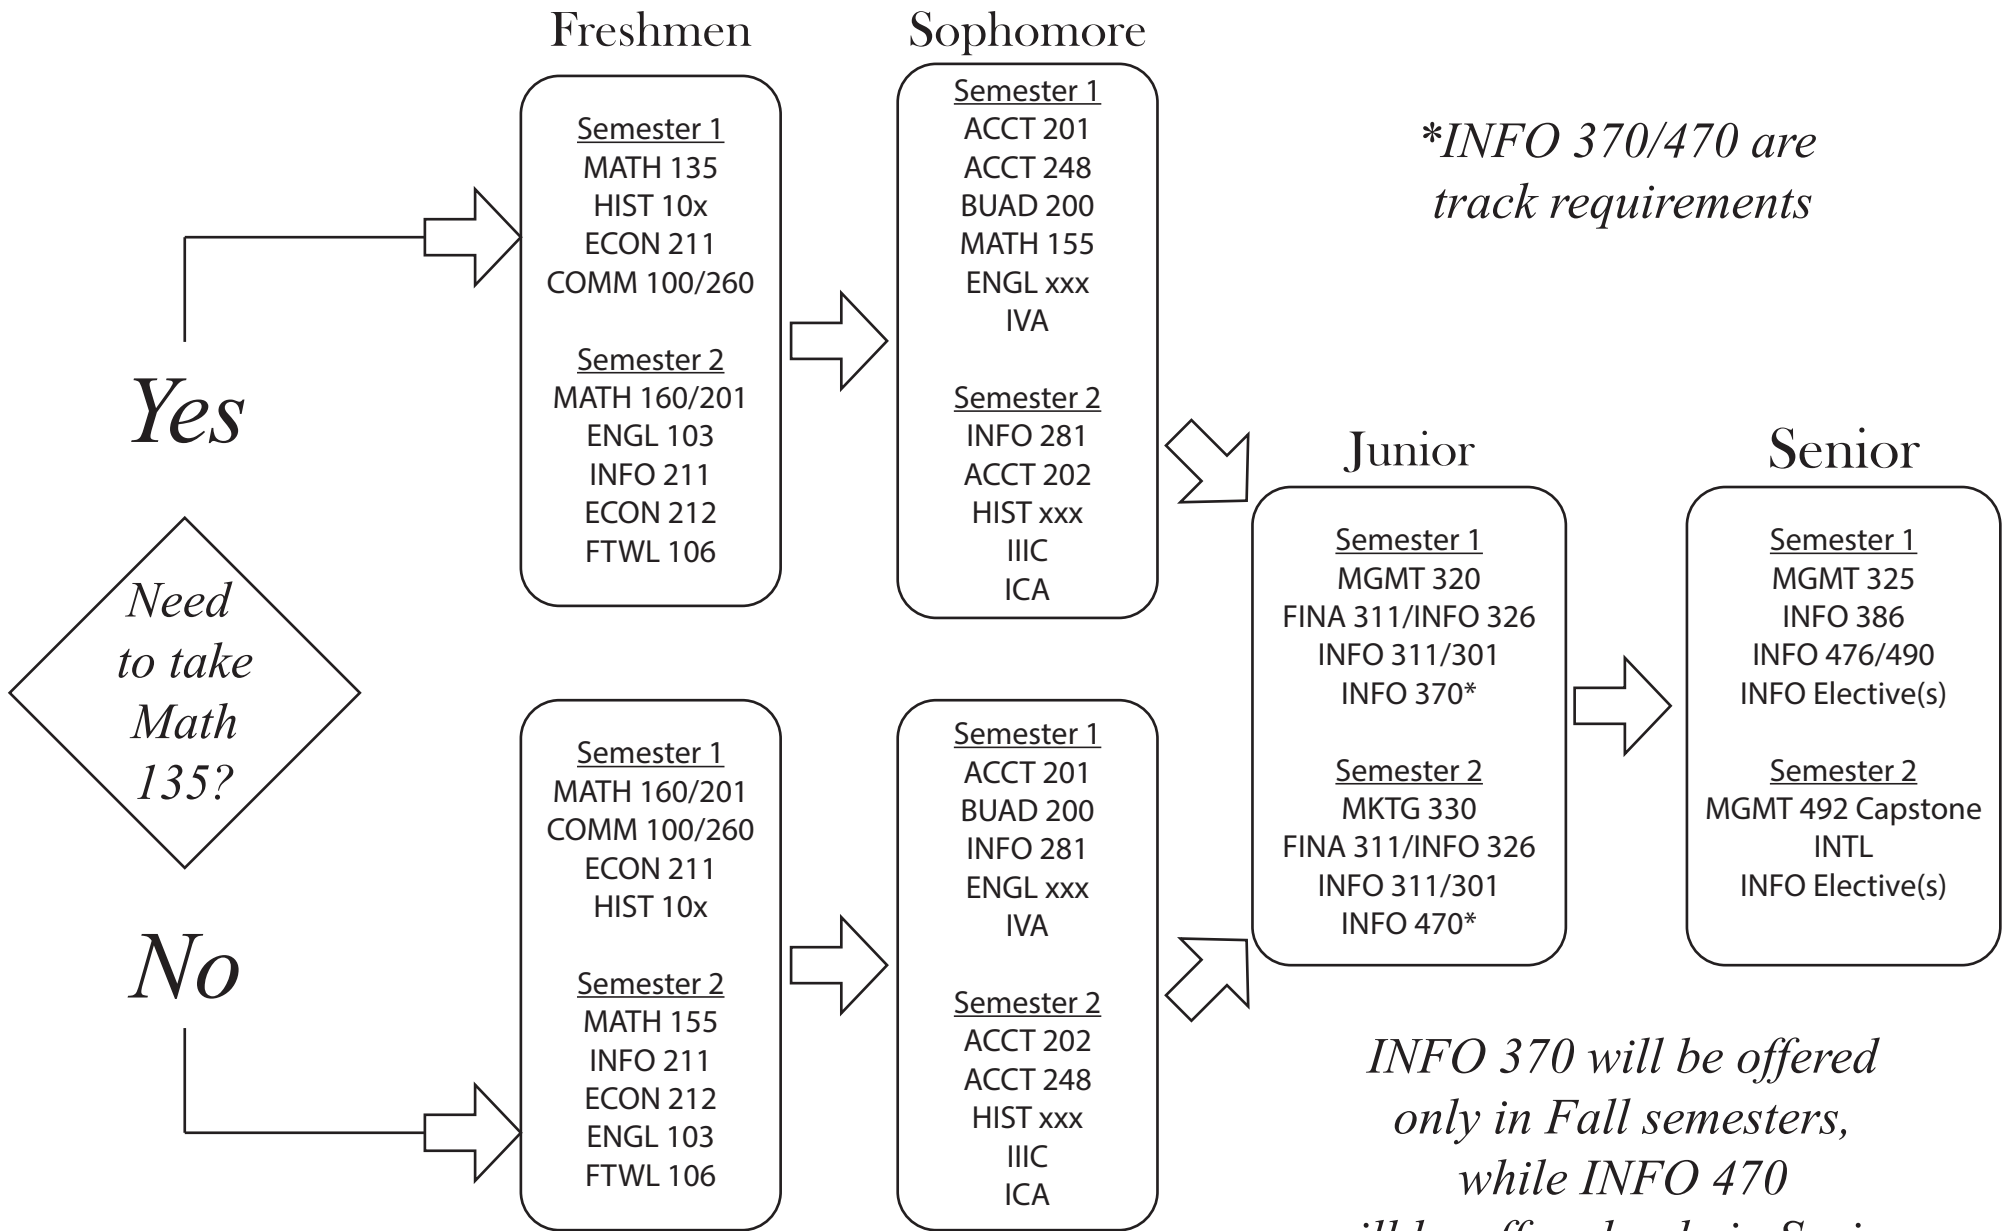 Freshmen
Sophomore
Semester 1
MATH 135
HIST 10x
ECON 211
COMM 100/260
Semester 2
MATH 160/201
ENGL 103
INFO 211
ECON 212
FTWL 106
Semester 1
ACCT 201
ACCT 248
BUAD 200
MATH 155
ENGL xxx
IVA
Semester 2
INFO 281
ACCT 202
HIST xxx
IIIC
ICA
*INFO 370/470 are
track requirements
Yes
Need
to take
Math
135?
No
Semester 1
MATH 160/201
COMM 100/260
ECON 211
HIST 10x
Semester 2
MATH 155
INFO 211
ECON 212
ENGL 103
FTWL 106
Semester 1
ACCT 201
BUAD 200
INFO 281
ENGL xxx
IVA
Semester 2
ACCT 202
ACCT 248
HIST xxx
IIIC
ICA
Junior
Semester 1
MGMT 320
FINA 311/INFO 326
INFO 311/301
INFO 370*
Semester 2
MKTG 330
FINA 311/INFO 326
INFO 311/301
INFO 470*
Senior
Semester 1
MGMT 325
INFO 386
INFO 476/490
INFO Elective(s)
Semester 2
MGMT 492 Capstone
INTL
INFO Elective(s)
INFO 370 will be offered
only in Fall semesters,
while INFO 470